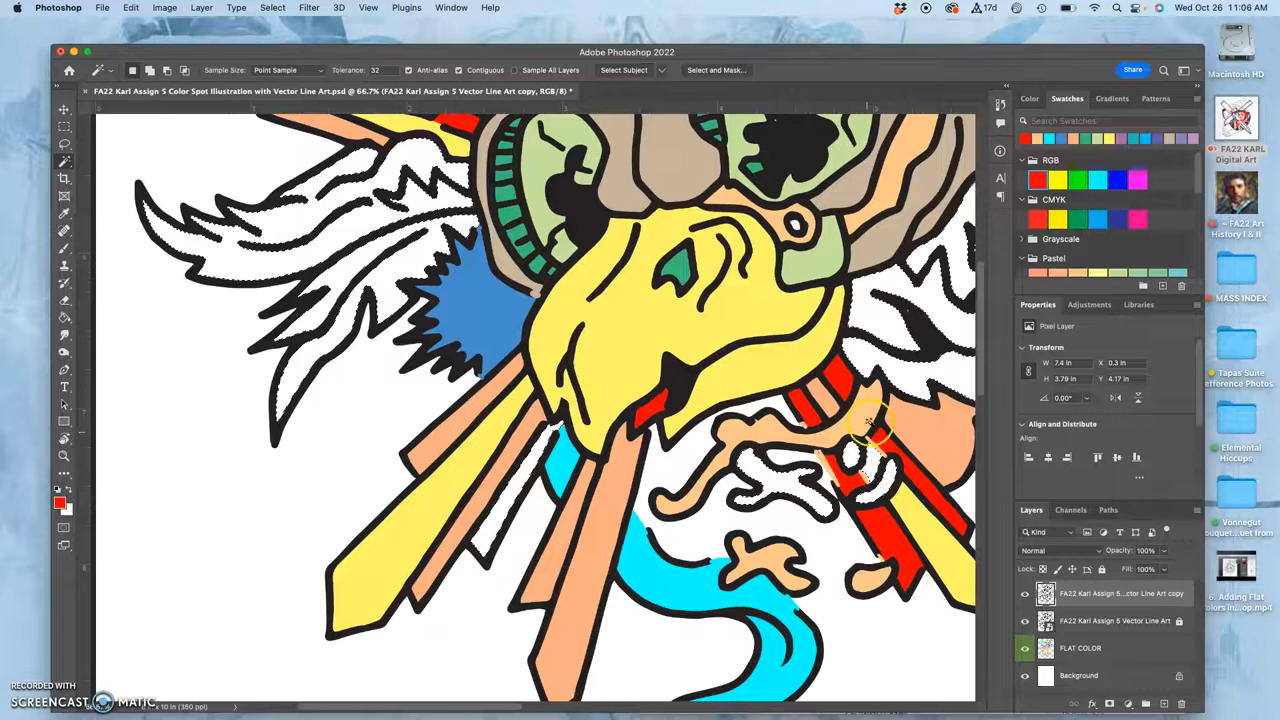 Photoshop File Edit Image Layer Type Select Filter 3D View Plugins Window Help 17d Wed Oct 26 11:06 AM
Adobe Photoshop 2022
Sample Size: Point Sample Tolerance: 32 Anti-alias Contiguous Sample All Layers Select Subject Select and Mask... Share
FA22 Karl Assign 5 Color Spot Illustration with Vector Line Art.psd @ 66.7% (FA22 Karl Assign 5 Vector Line Art copy, RGB/8) *
Color Swatches Gradients Patterns
Search Swatches
RGB
CMYK
Grayscale
Pastel
Properties Adjustments Libraries
Pixel Layer
Transform
W 7.4 in X 0.3 in
H 3.79 in Y 4.17 in
0.00°
Align and Distribute
Align:
Layers Channels Paths
Kind
Normal Opacity: 100%
Lock: Fill: 100%
FA22 Karl Assign 5...ctor Line Art copy
FA22 Karl Assign 5 Vector Line Art
FLAT COLOR
Background
Macintosh HD
FA22 KARL
Digital Art
~ FA22 Art
History I & II
MASS INDEX
Tapas Suite
Elemental
Hiccups
Vonnegut
6. Adding Flat
RECORDED WITH
SCREENCAST MATIC